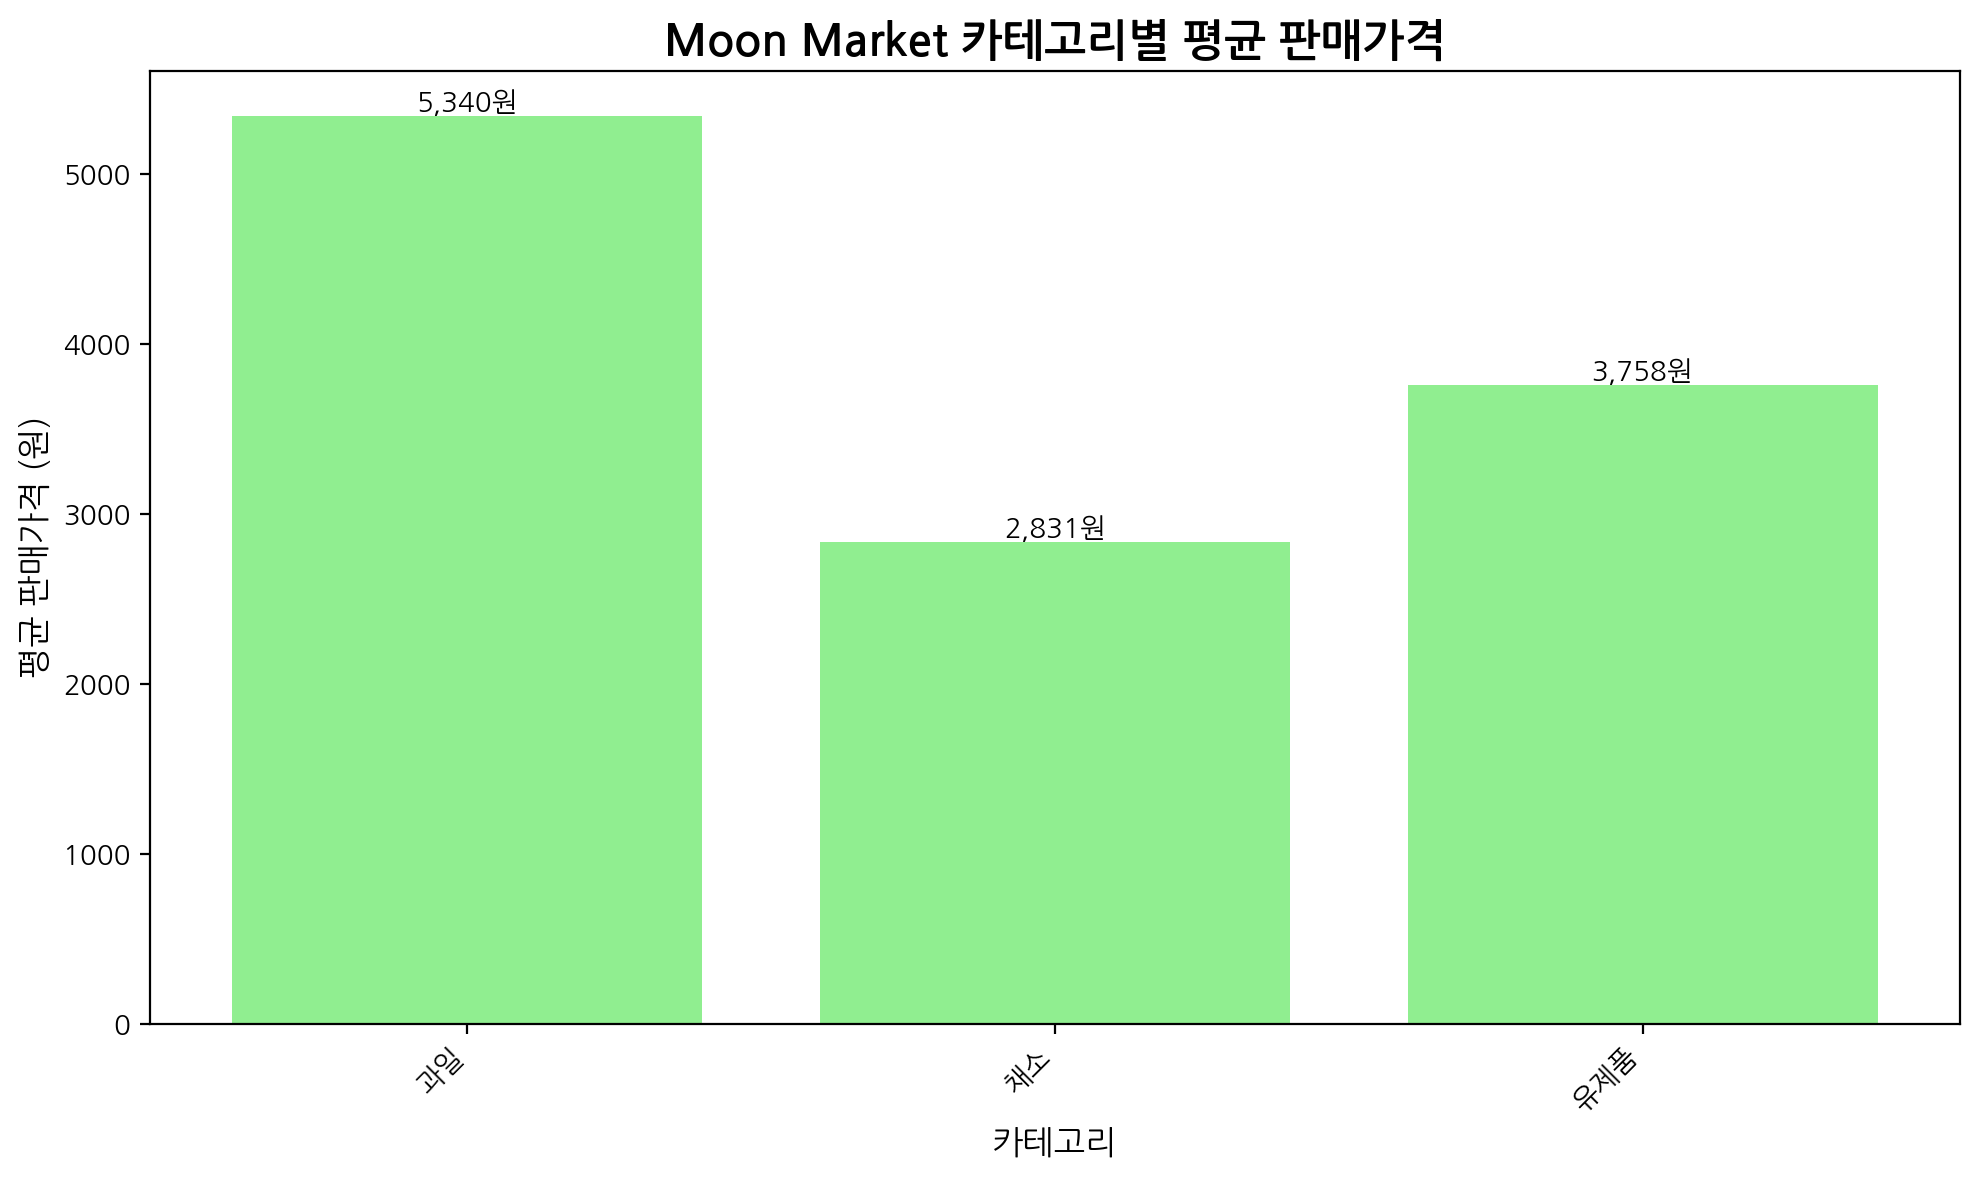 Moon Market 카테고리별 평균 판매가격
5,340원
2,831원
3,758원
평균 판매가격 (원)
5000
4000
3000
2000
1000
0
과일
채소
유제품
카테고리